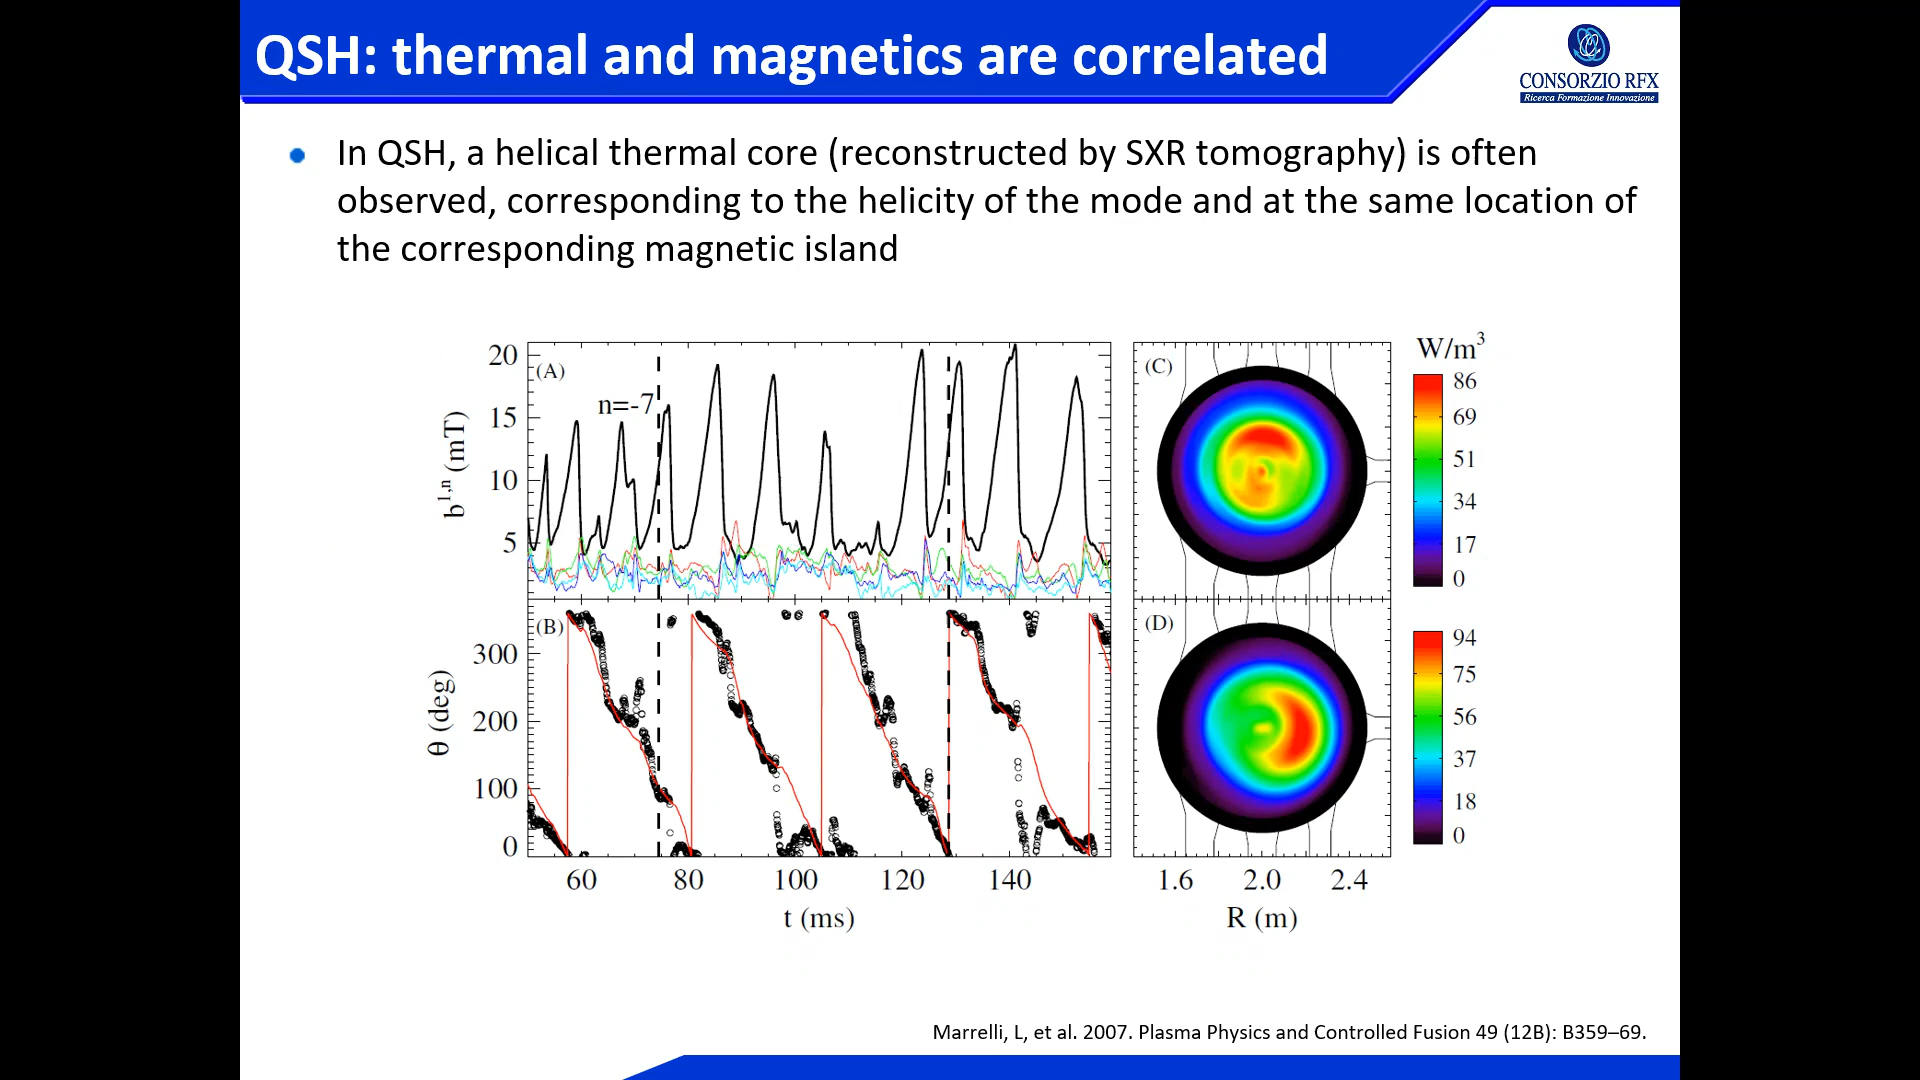 QSH: thermal and magnetics are correlated
CONSORZIO RFX
Ricerca Formazione Innovazione
In QSH, a helical thermal core (reconstructed by SXR tomography) is often
observed, corresponding to the helicity of the mode and at the same location of
the corresponding magnetic island
20
15
10
5
b^{1,n} (mT)
(A)
n=-7
300
200
100
0
θ (deg)
(B)
60 80 100 120 140
t (ms)
(C)
(D)
1.6 2.0 2.4
R (m)
W/m³
86
69
51
34
17
0
94
75
56
37
18
0
Marrelli, L, et al. 2007. Plasma Physics and Controlled Fusion 49 (12B): B359–69.